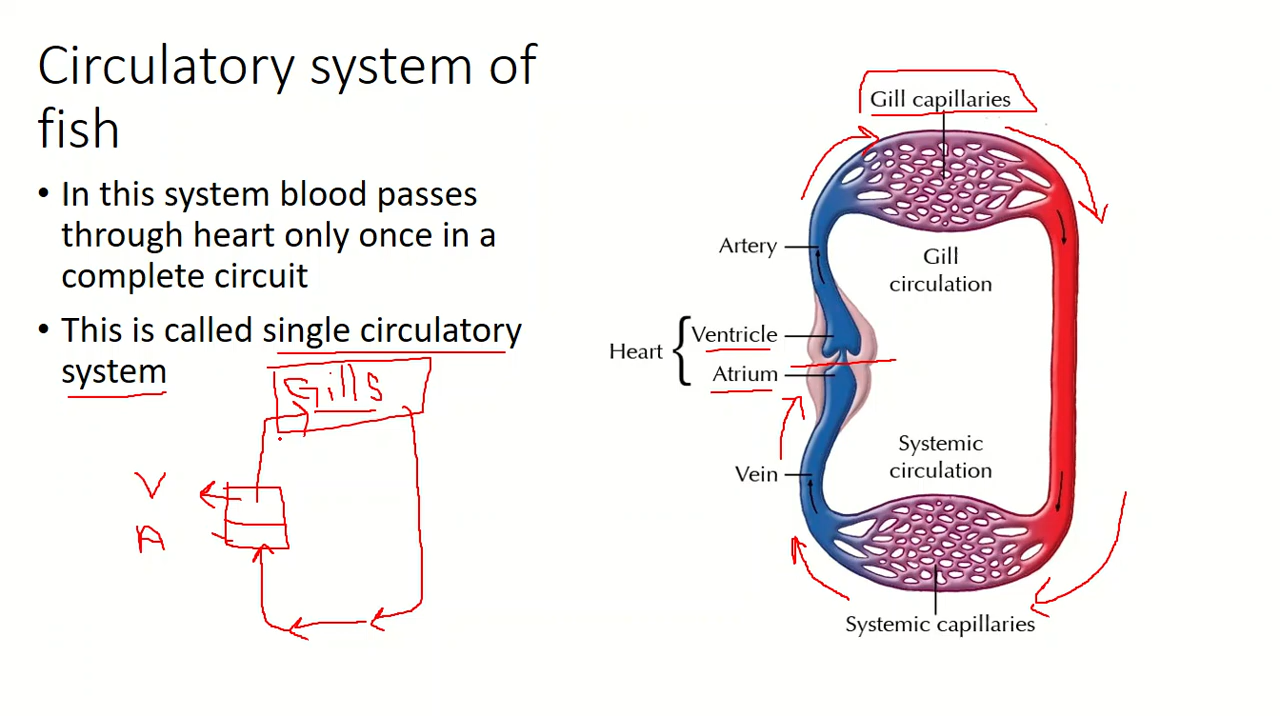 Circulatory system of
fish
• In this system blood passes
through heart only once in a
complete circuit
• This is called single circulatory
system
Gills
V
A
Gill capillaries
Artery
Gill
circulation
Heart
Ventricle
Atrium
Systemic
circulation
Vein
Systemic capillaries